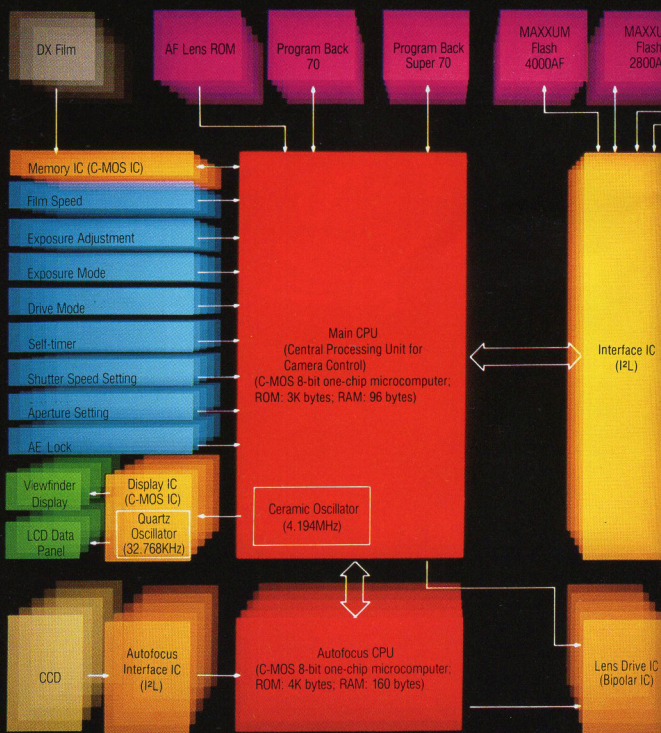 DX Film
AF Lens ROM
Program Back
70
Program Back
Super 70
MAXXUM
Flash
4000AF
Flash
Memory IC (C-MOS IC)
Film Speed
Exposure Adjustment
Exposure Mode
Drive Mode
Self-timer
Shutter Speed Setting
Aperture Setting
AE Lock
Main CPU
(Central Processing Unit for
Camera Control)
(C-MOS 8-bit one-chip microcomputer;
ROM: 3K bytes; RAM: 96 bytes)
Interface IC
(I²L)
Viewfinder
Display
Display IC
(C-MOS IC)
LCD Data
Panel
Quartz
Oscillator
(32.768KHz)
Ceramic Oscillator
(4.194MHz)
CCD
Autofocus
Interface IC
(I²L)
Autofocus CPU
(C-MOS 8-bit one-chip microcomputer;
ROM: 4K bytes; RAM: 160 bytes)
Lens Drive IC
(Bipolar IC)